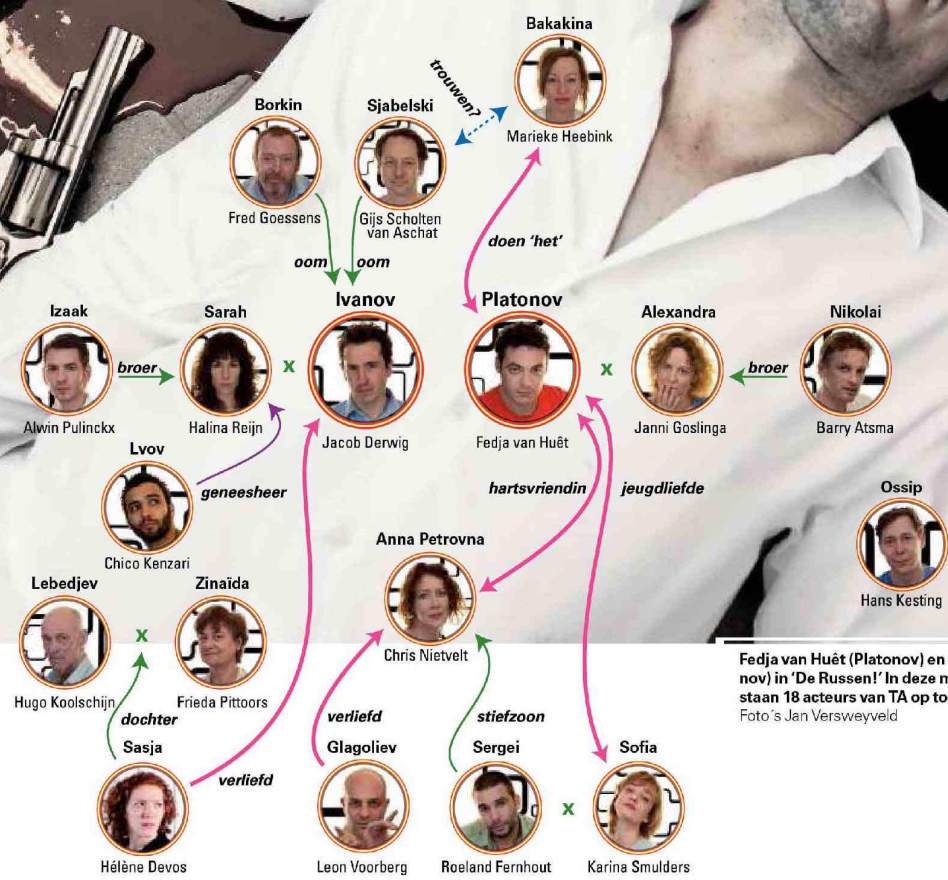 Bakakina
trouwen?
Borkin
Sjabelski
Marieke Heebink
Fred Goessens
Gijs Scholten
van Aschat
doen ‘het’
oom
oom
Ivanov
Platonov
Izaak
Sarah
Alexandra
Nikolai
broer
x
x
broer
Alwin Pulinckx
Halina Reijn
Jacob Derwig
Fedja van Huêt
Janni Goslinga
Barry Atsma
Lvov
geneesheer
hartsvriendin
jeugdliefde
Ossip
Chico Kenzari
Anna Petrovna
Hans Kesting
Lebedjev
Zinaïda
x
Chris Nietvelt
Hugo Koolschijn
Frieda Pittoors
Fedja van Huêt (Platonov) en
nov) in ‘De Russen!’ In deze m
staan 18 acteurs van TA op to
Foto´s Jan Versweyveld
dochter
verliefd
stiefzoon
Sasja
verliefd
Glagoliev
Sergei
Sofia
x
Hélène Devos
Leon Voorberg
Roeland Fernhout
Karina Smulders